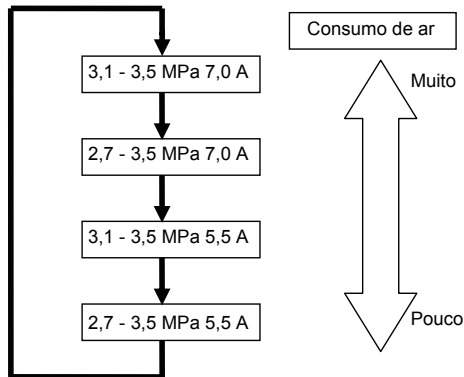 Consumo de ar
Muito
3,1 - 3,5 MPa 7,0 A
2,7 - 3,5 MPa 7,0 A
3,1 - 3,5 MPa 5,5 A
2,7 - 3,5 MPa 5,5 A
Pouco